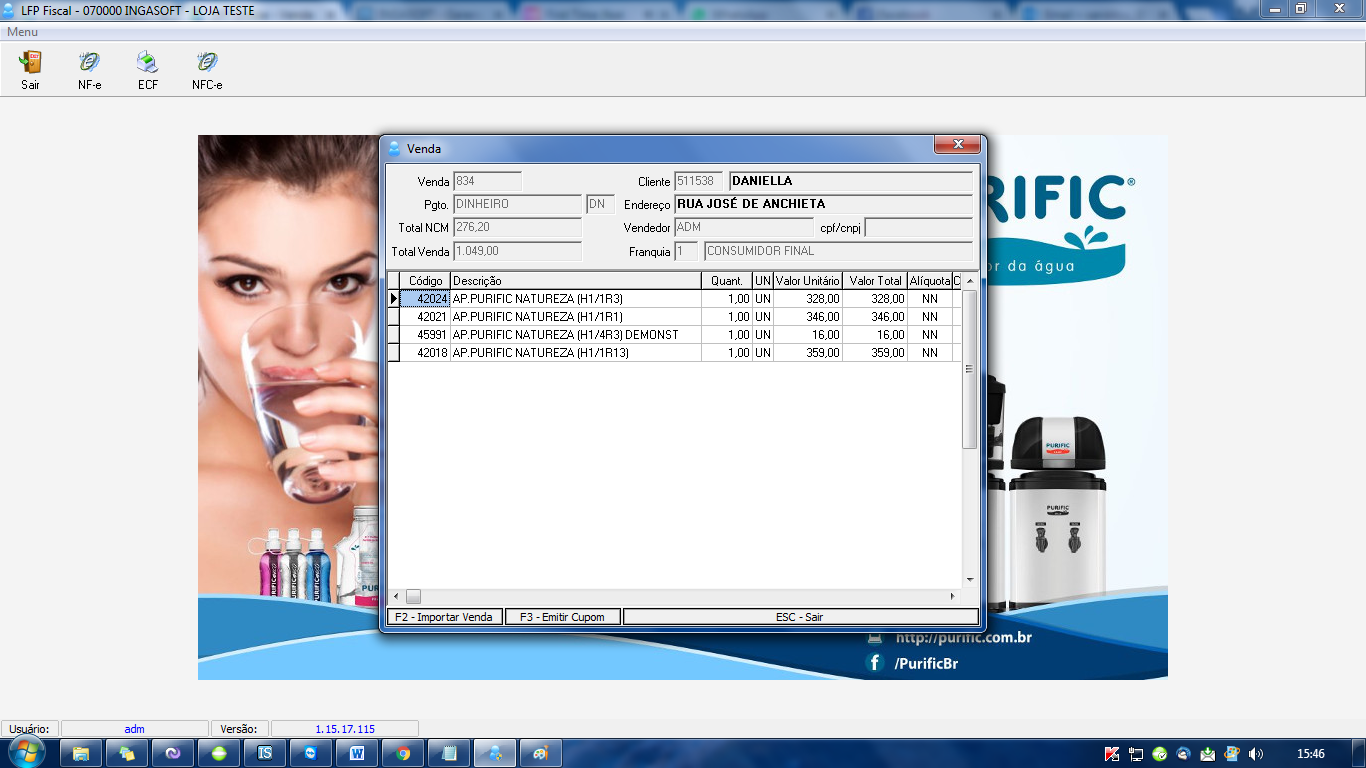 LFP Fiscal - 070000 INGASOFT - LOJA TESTE
Menu
Sair NF-e ECF NFC-e
Venda
Venda 834 Cliente 511538 DANIELLA
Pgto. DINHEIRO DN Endereço RUA JOSÉ DE ANCHIETA
Total NCM 276,20 Vendedor ADM cpf/cnpj
Total Venda 1.049,00 Franquia 1 CONSUMIDOR FINAL
Código Descrição Quant. UN Valor Unitário Valor Total Alíquota C
42024 AP.PURIFIC NATUREZA (H1/1R3) 1,00 UN 328,00 328,00 NN
42021 AP.PURIFIC NATUREZA (H1/1R1) 1,00 UN 346,00 346,00 NN
45991 AP.PURIFIC NATUREZA (H1/4R3) DEMONST 1,00 UN 16,00 16,00 NN
42018 AP.PURIFIC NATUREZA (H1/1R13) 1,00 UN 359,00 359,00 NN
F2 - Importar Venda F3 - Emitir Cupom ESC - Sair
RIFIC®
or da água
PURIFIC
PURIFIC
http://purific.com.br
f /PurificBr
Usuário: adm Versão: 1.15.17.115
IS W 15:46